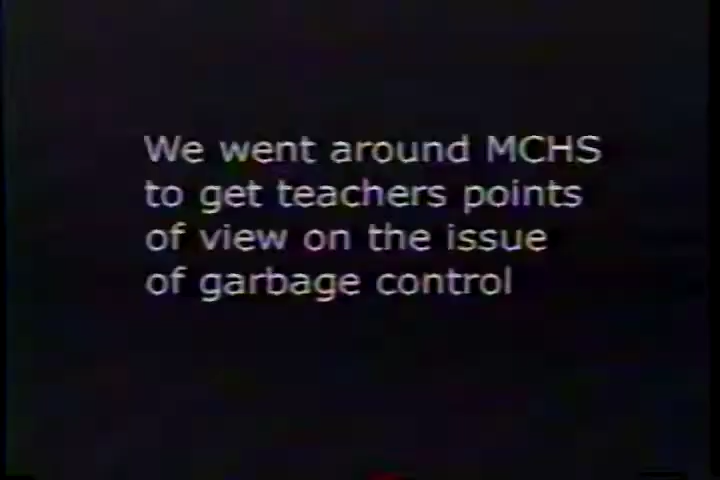 We went around MCHS
to get teachers points
of view on the issue
of garbage control